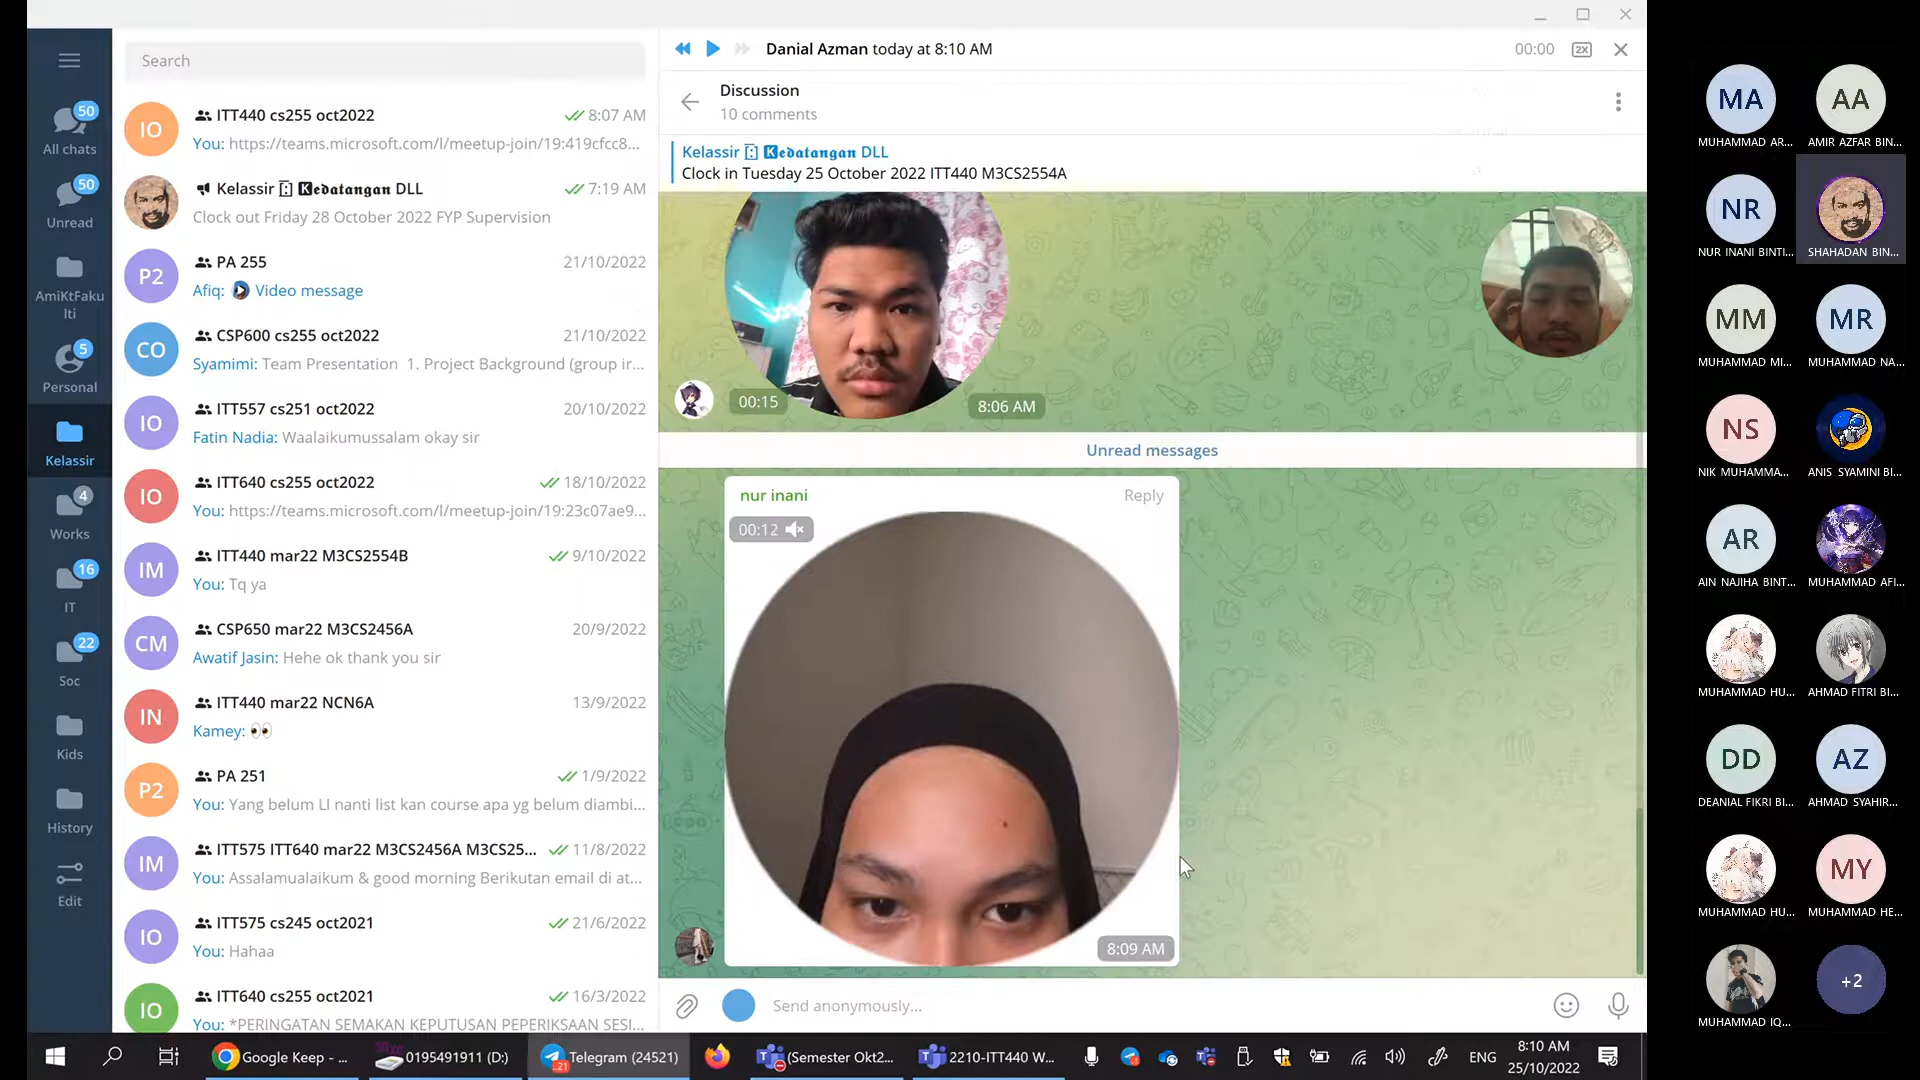 Search
50
All chats
50
Unread
AmiKtFaku
lti
5
Personal
Kelassir
4
Works
16
IT
22
Soc
Kids
History
Edit
IO
ITT440 cs255 oct2022
8:07 AM
You: https://teams.microsoft.com/l/meetup-join/19:419cfcc8...
Kelassir 𝕶𝖊𝖉𝖆𝖙𝖆𝖓𝖌𝖆𝖓 DLL
7:19 AM
Clock out Friday 28 October 2022 FYP Supervision
P2
PA 255
21/10/2022
Afiq: Video message
CO
CSP600 cs255 oct2022
21/10/2022
Syamimi: Team Presentation 1. Project Background (group ir...
IO
ITT557 cs251 oct2022
20/10/2022
Fatin Nadia: Waalaikumussalam okay sir
IO
ITT640 cs255 oct2022
18/10/2022
You: https://teams.microsoft.com/l/meetup-join/19:23c07ae9...
IM
ITT440 mar22 M3CS2554B
9/10/2022
You: Tq ya
CM
CSP650 mar22 M3CS2456A
20/9/2022
Awatif Jasin: Hehe ok thank you sir
IN
ITT440 mar22 NCN6A
13/9/2022
Kamey: 👀
P2
PA 251
1/9/2022
You: Yang belum LI nanti list kan course apa yg belum diambi...
IM
ITT575 ITT640 mar22 M3CS2456A M3CS25...
11/8/2022
You: Assalamualaikum & good morning Berikutan email di at...
IO
ITT575 cs245 oct2021
21/6/2022
You: Hahaa
IO
ITT640 cs255 oct2021
16/3/2022
You: *PERINGATAN SEMAKAN KEPUTUSAN PEPERIKSAAN SESI...
Danial Azman today at 8:10 AM
00:00
2X
Discussion
10 comments
Kelassir 𝕶𝖊𝖉𝖆𝖙𝖆𝖓𝖌𝖆𝖓 DLL
Clock in Tuesday 25 October 2022 ITT440 M3CS2554A
00:15
8:06 AM
Unread messages
nur inani
Reply
00:12
8:09 AM
Send anonymously...
MA
MUHAMMAD AR...
AA
AMIR AZFAR BIN...
NR
NUR INANI BINTI...
SHAHADAN BIN...
MM
MUHAMMAD MI...
MR
MUHAMMAD NA...
NS
NIK MUHAMMA...
ANIS SYAMINI BI...
AR
AIN NAJIHA BINT...
MUHAMMAD AFI...
MUHAMMAD HU...
AHMAD FITRI BI...
DD
DEANIAL FIKRI BI...
AZ
AHMAD SYAHIR...
MUHAMMAD HU...
MY
MUHAMMAD HE...
MUHAMMAD IQ...
+2
Google Keep - ...
0195491911 (D:)
Telegram (24521)
(Semester Okt2...
2210-ITT440 W...
ENG
8:10 AM
25/10/2022